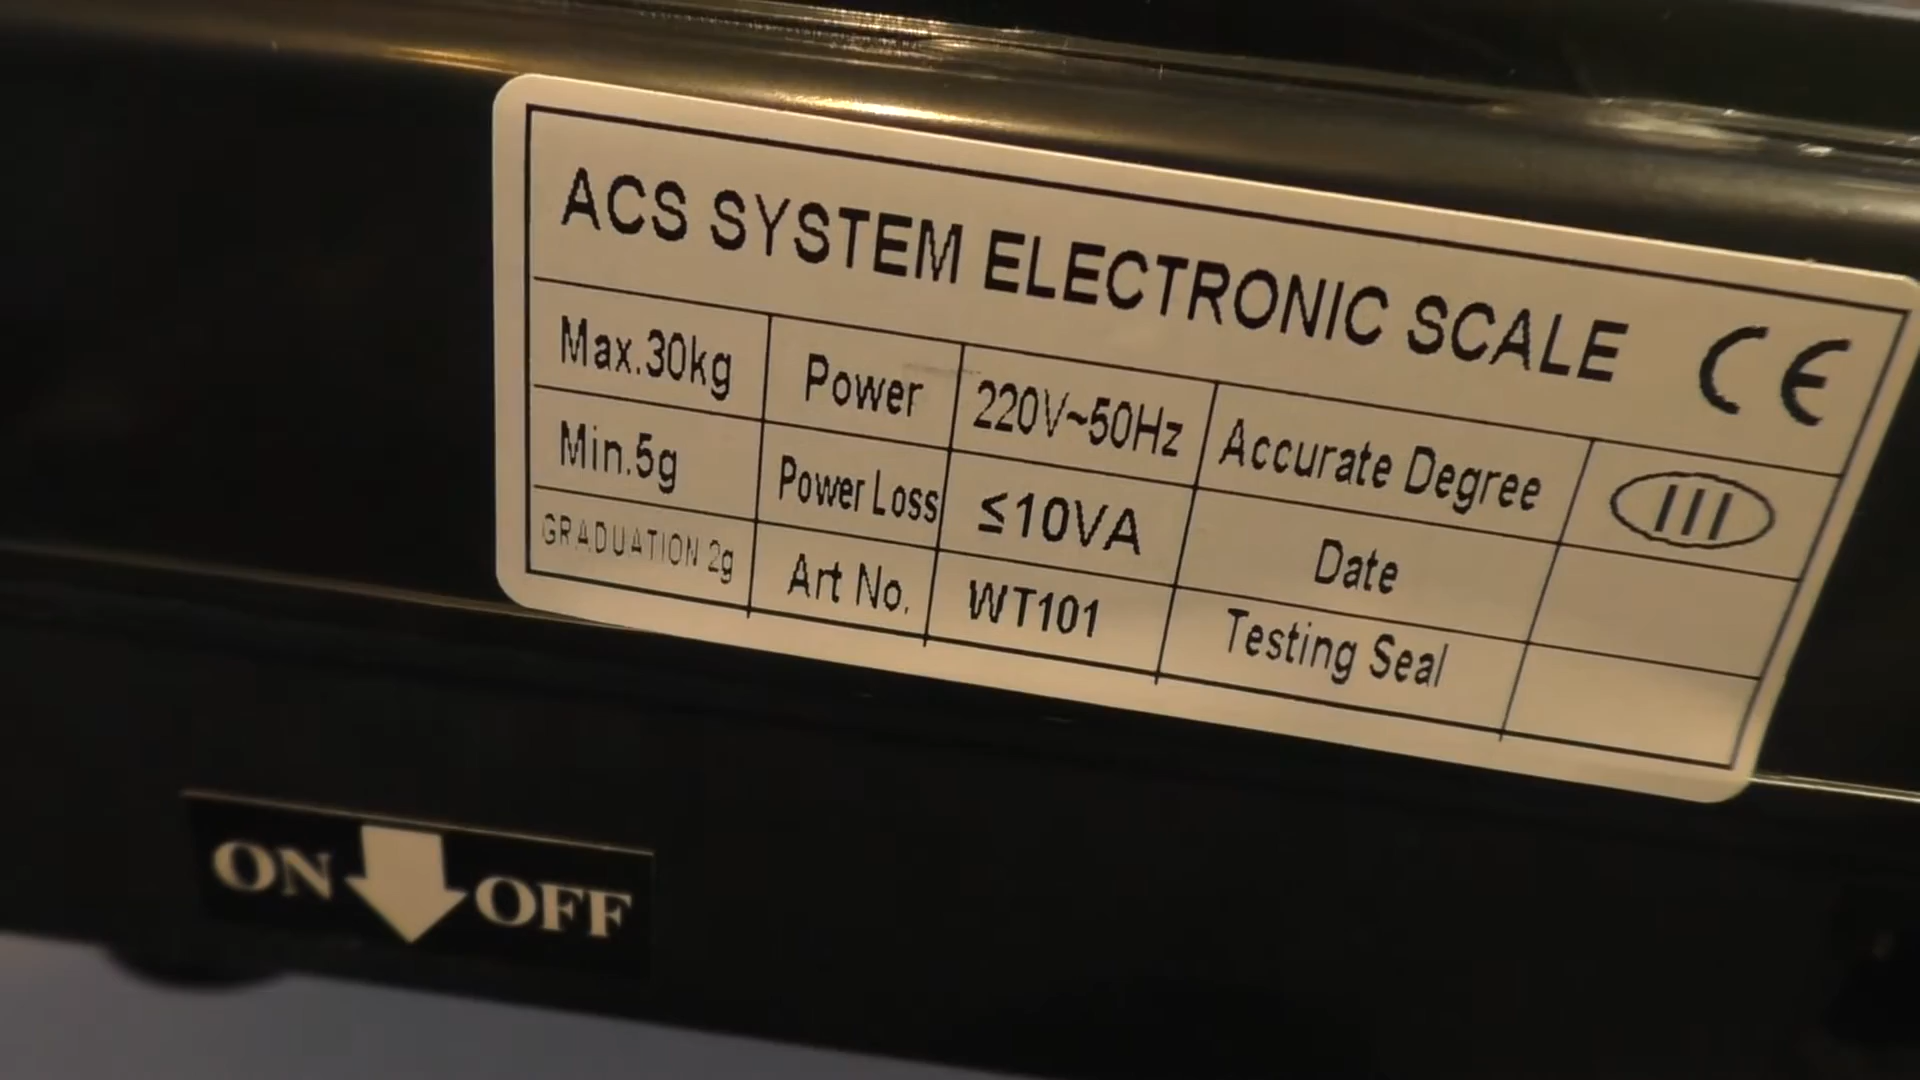 ACS SYSTEM ELECTRONIC SCALE CE
Max.30kg Power 220V~50Hz Accurate Degree III
Min.5g Power Loss ≤10VA Date
GRADUATION 2g Art No. WT101 Testing Seal
ON OFF